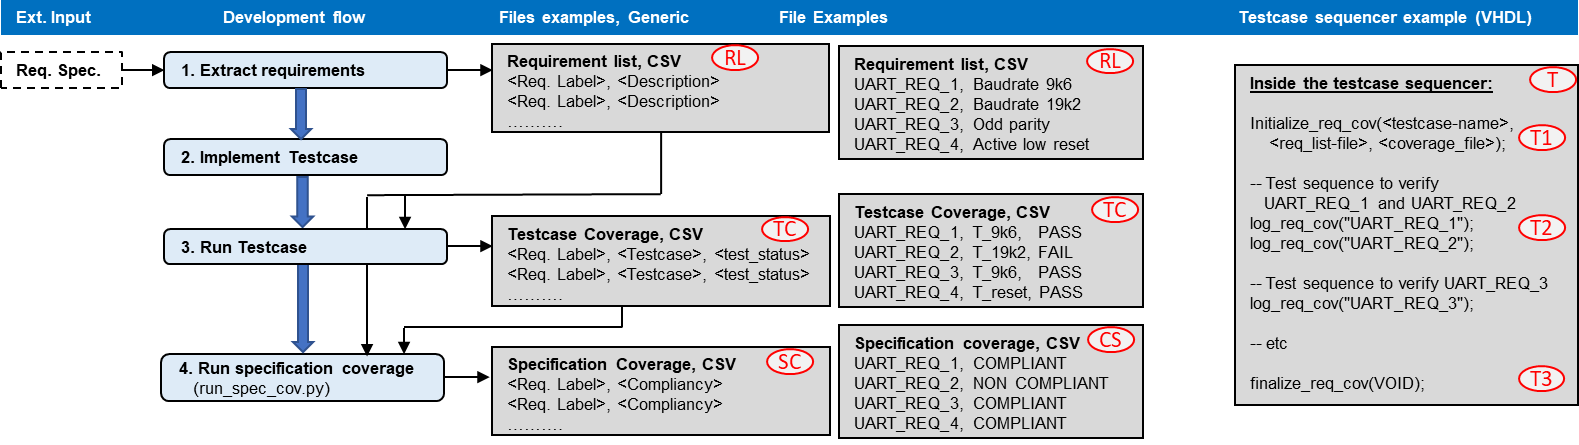 Ext. Input
Development flow
Files examples, Generic
File Examples
Testcase sequencer example (VHDL)
Req. Spec.
1. Extract requirements
2. Implement Testcase
3. Run Testcase
4. Run specification coverage
(run_spec_cov.py)
Requirement list, CSV
RL
<Req. Label>, <Description>
<Req. Label>, <Description>
……….
Testcase Coverage, CSV
TC
<Req. Label>, <Testcase>, <test_status>
<Req. Label>, <Testcase>, <test_status>
……….
Specification Coverage, CSV
SC
<Req. Label>, <Compliancy>
<Req. Label>, <Compliancy>
……….
Requirement list, CSV
RL
UART_REQ_1, Baudrate 9k6
UART_REQ_2, Baudrate 19k2
UART_REQ_3, Odd parity
UART_REQ_4, Active low reset
Testcase Coverage, CSV
TC
UART_REQ_1, T_9k6, PASS
UART_REQ_2, T_19k2, FAIL
UART_REQ_3, T_9k6, PASS
UART_REQ_4, T_reset, PASS
Specification coverage, CSV
CS
UART_REQ_1, COMPLIANT
UART_REQ_2, NON COMPLIANT
UART_REQ_3, COMPLIANT
UART_REQ_4, COMPLIANT
Inside the testcase sequencer:
T
Initialize_req_cov(<testcase-name>,
<req_list-file>, <coverage_file>);
T1
-- Test sequence to verify
UART_REQ_1 and UART_REQ_2
log_req_cov("UART_REQ_1");
T2
log_req_cov("UART_REQ_2");
-- Test sequence to verify UART_REQ_3
log_req_cov("UART_REQ_3");
-- etc
finalize_req_cov(VOID);
T3